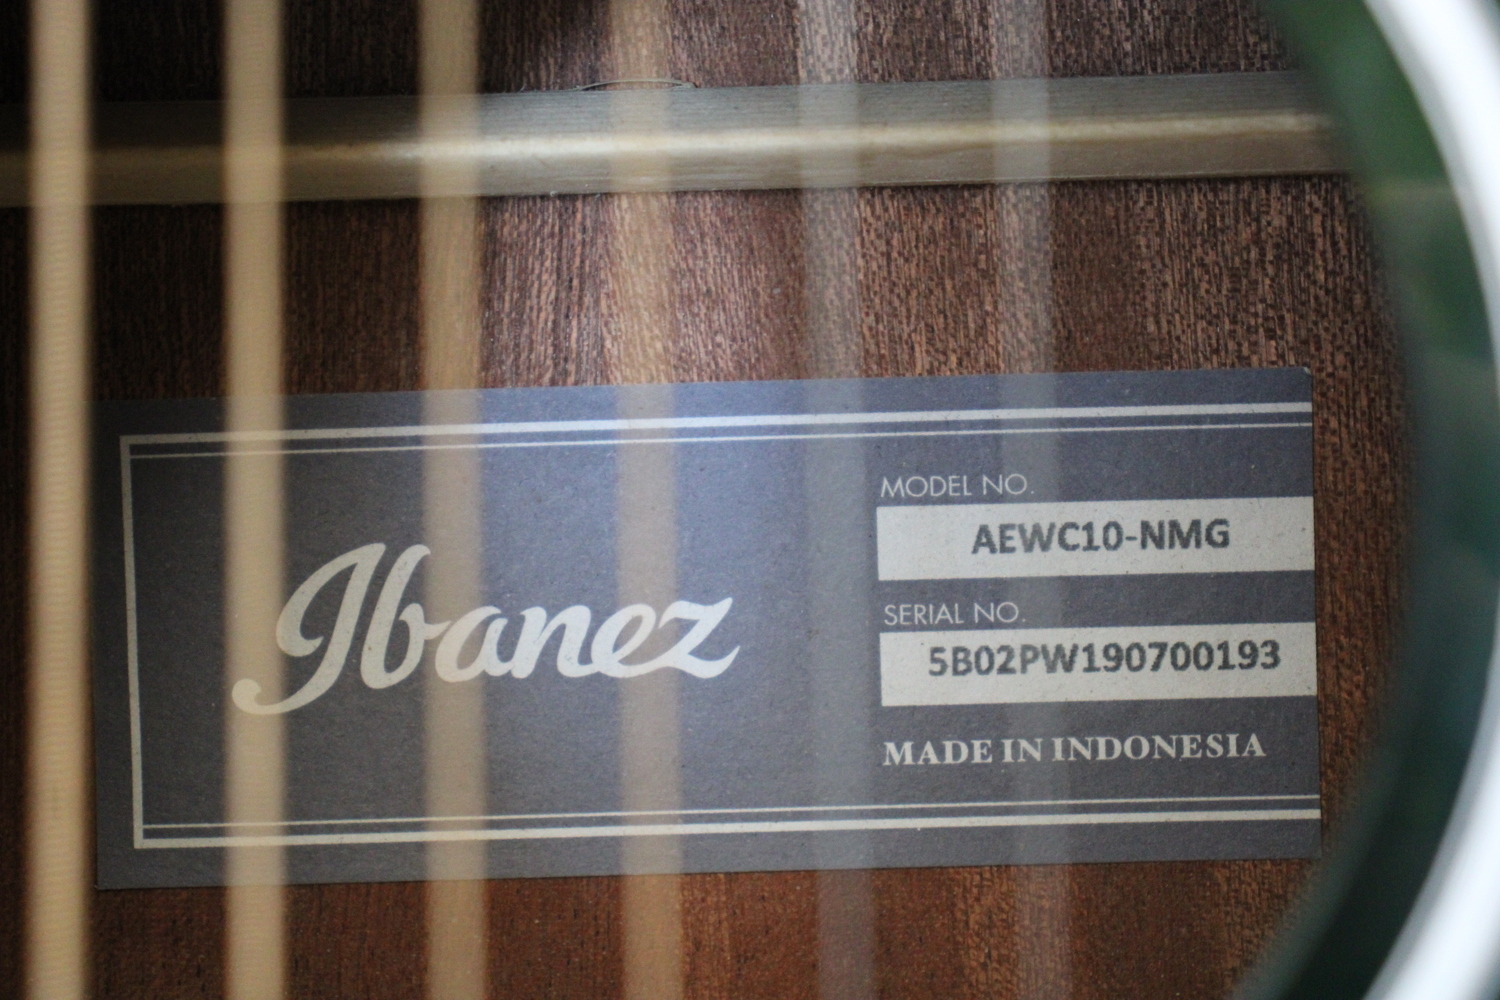 Ibanez
MODEL NO.
AEWC10-NMG
SERIAL NO.
5B02PW190700193
MADE IN INDONESIA